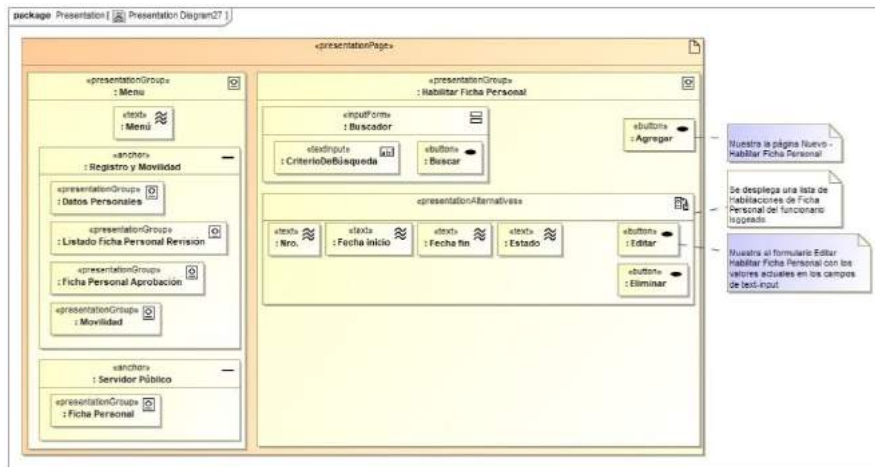 package Presentation [ Presentation Diagram27 ]
«presentationPage»
«presentationGroup»
: Menu
«text»
: Menú
«anchor»
: Registro y Movilidad
«presentationGroup»
: Datos Personales
«presentationGroup»
: Listado Ficha Personal Revisión
«presentationGroup»
: Ficha Personal Aprobación
«presentationGroup»
: Movilidad
«anchor»
: Servidor Público
«presentationGroup»
: Ficha Personal
«presentationGroup»
: Habilitar Ficha Personal
«inputForm»
: Buscador
«textInput»
: CriterioDeBúsqueda
«button»
: Buscar
«button»
: Agregar
«presentationAlternatives»
«text»
: Nro.
«text»
: Fecha inicio
«text»
: Fecha fin
«text»
: Estado
«button»
: Editar
«button»
: Eliminar
Muestra la página Nuevo -
Habilitar Ficha Personal
Se despliega una lista de
Habilitaciones de Ficha
Personal del funcionario
loggeado.
Muestra el formulario Editar
Habilitar Ficha Personal con los
valores actuales en los campos
de text-input